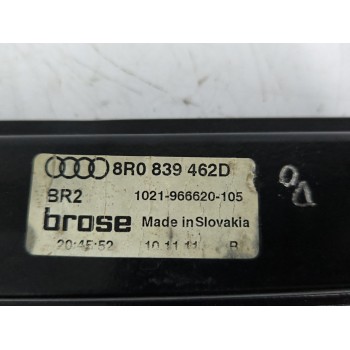 8R0 839 462D
BR2 1021-966620-105
brose Made in Slovakia
20:45:52 10.11.11 B